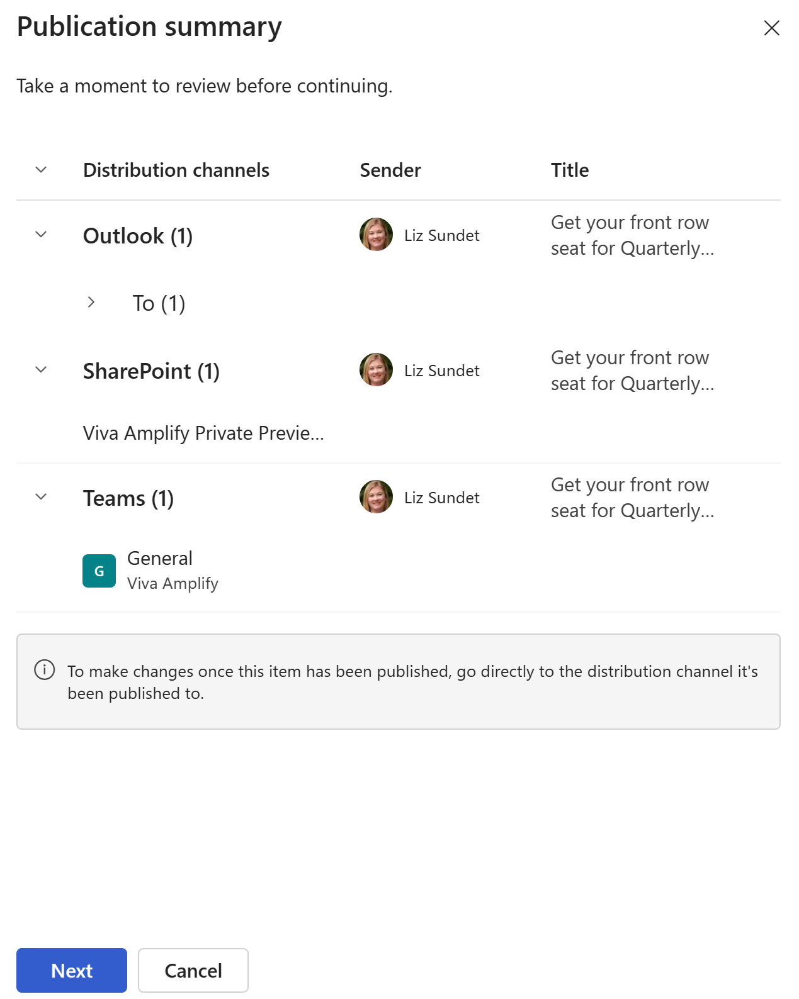 Publication summary
Take a moment to review before continuing.
Distribution channels Sender Title
Outlook (1) Liz Sundet Get your front row
seat for Quarterly...
To (1)
SharePoint (1) Liz Sundet Get your front row
seat for Quarterly...
Viva Amplify Private Previe...
Teams (1) Liz Sundet Get your front row
seat for Quarterly...
G General
Viva Amplify
To make changes once this item has been published, go directly to the distribution channel it's
been published to.
Next Cancel